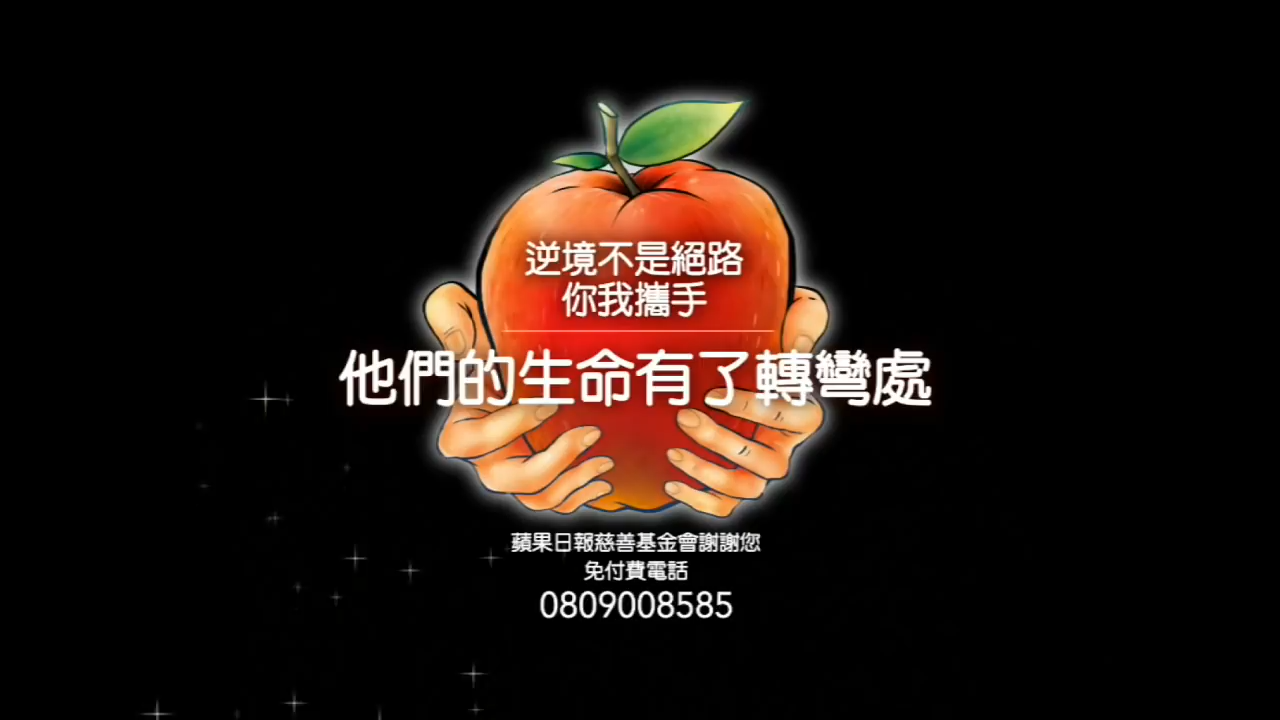 逆境不是絕路
你我攜手
他們的生命有了轉彎處
蘋果日報慈善基金會謝謝您
免付費電話
0809008585